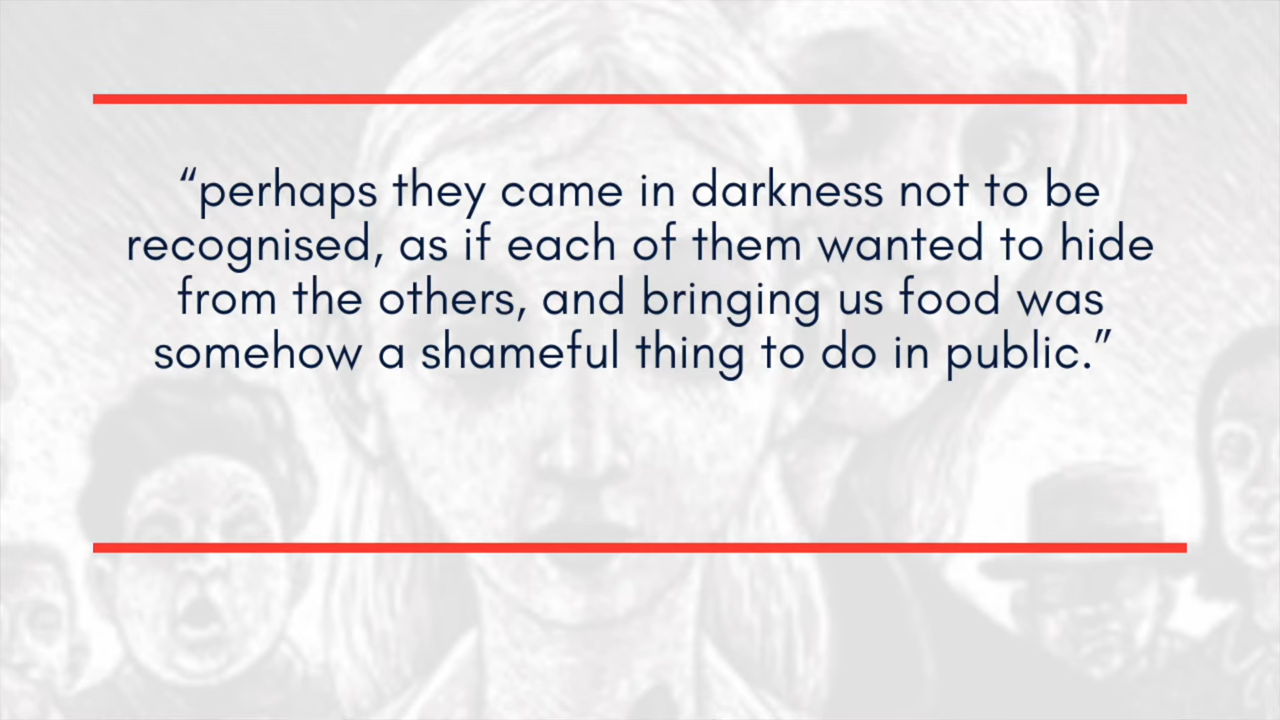 “perhaps they came in darkness not to be
recognised, as if each of them wanted to hide
from the others, and bringing us food was
somehow a shameful thing to do in public.”